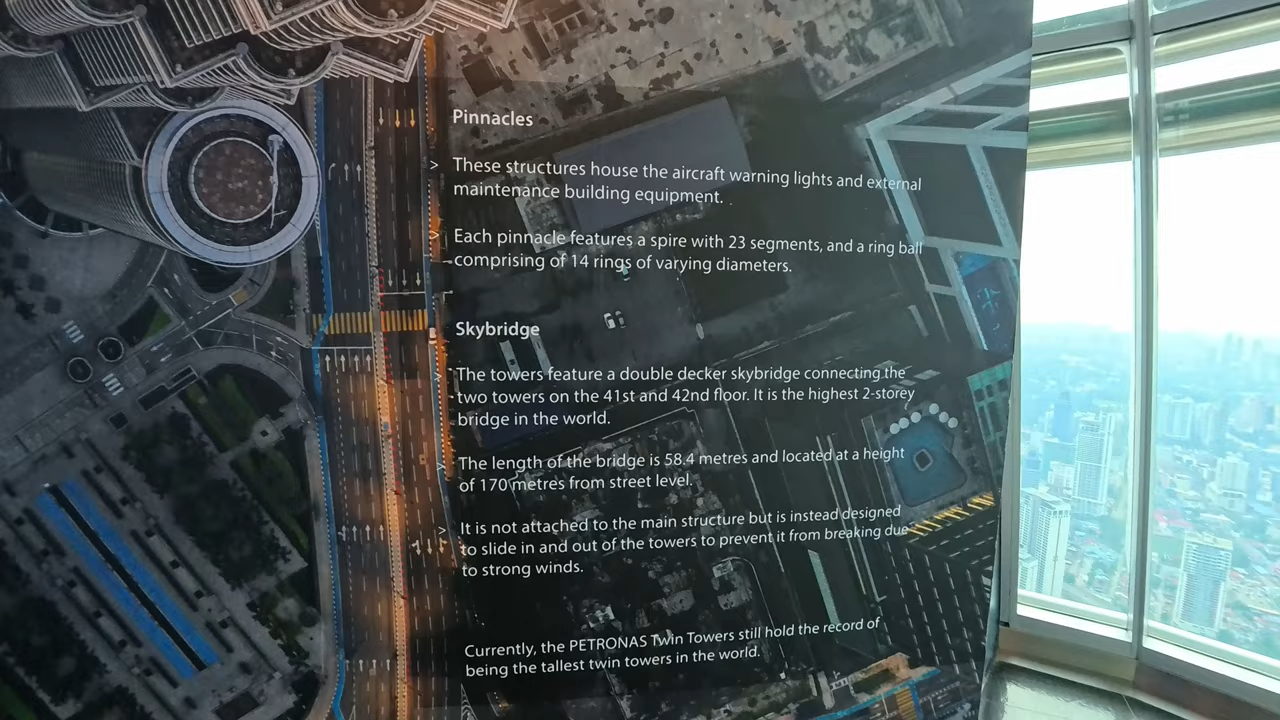 Pinnacles
> These structures house the aircraft warning lights and external
maintenance building equipment.
> Each pinnacle features a spire with 23 segments, and a ring ball
comprising of 14 rings of varying diameters.
Skybridge
> The towers feature a double decker skybridge connecting the
two towers on the 41st and 42nd floor. It is the highest 2-storey
bridge in the world.
> The length of the bridge is 58.4 metres and located at a height
of 170 metres from street level.
> It is not attached to the main structure but is instead designed
to slide in and out of the towers to prevent it from breaking due
to strong winds.
Currently, the PETRONAS Twin Towers still hold the record of
being the tallest twin towers in the world.